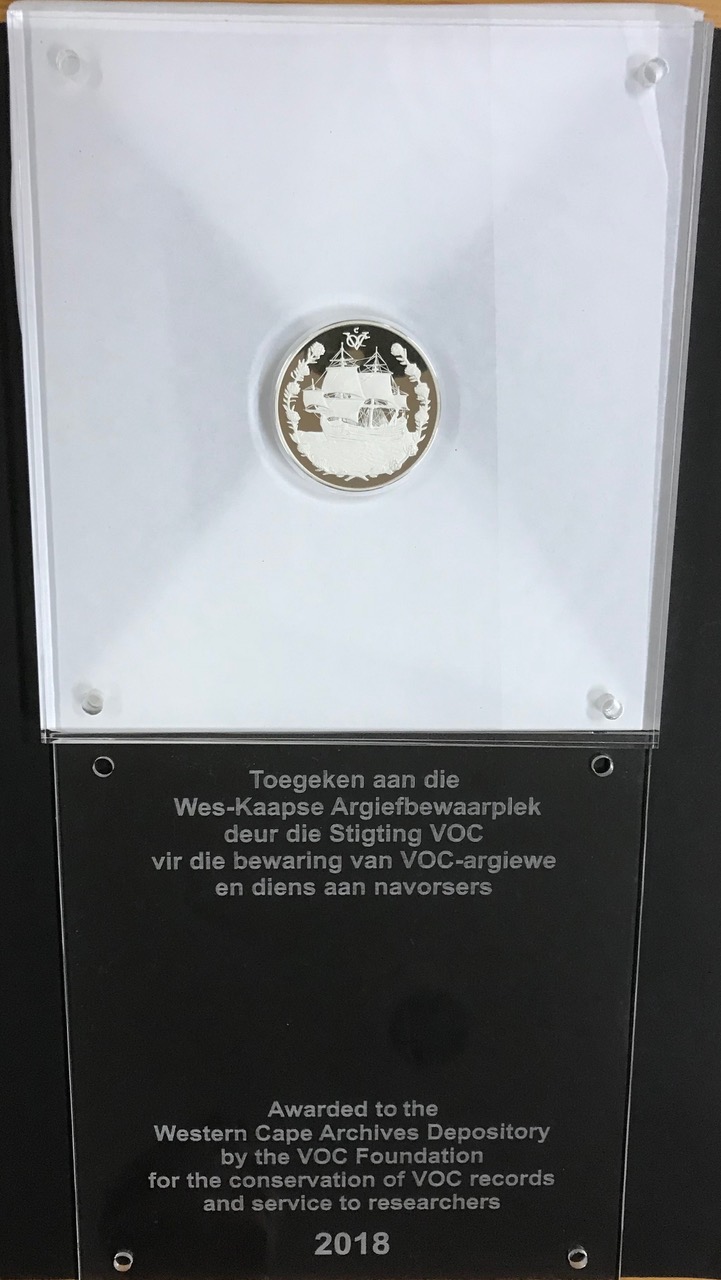 VOC
C
Toegeken aan die
Wes-Kaapse Argiefbewaarplek
deur die Stigting VOC
vir die bewaring van VOC-argiewe
en diens aan navorsers
Awarded to the
Western Cape Archives Depository
by the VOC Foundation
for the conservation of VOC records
and service to researchers
2018